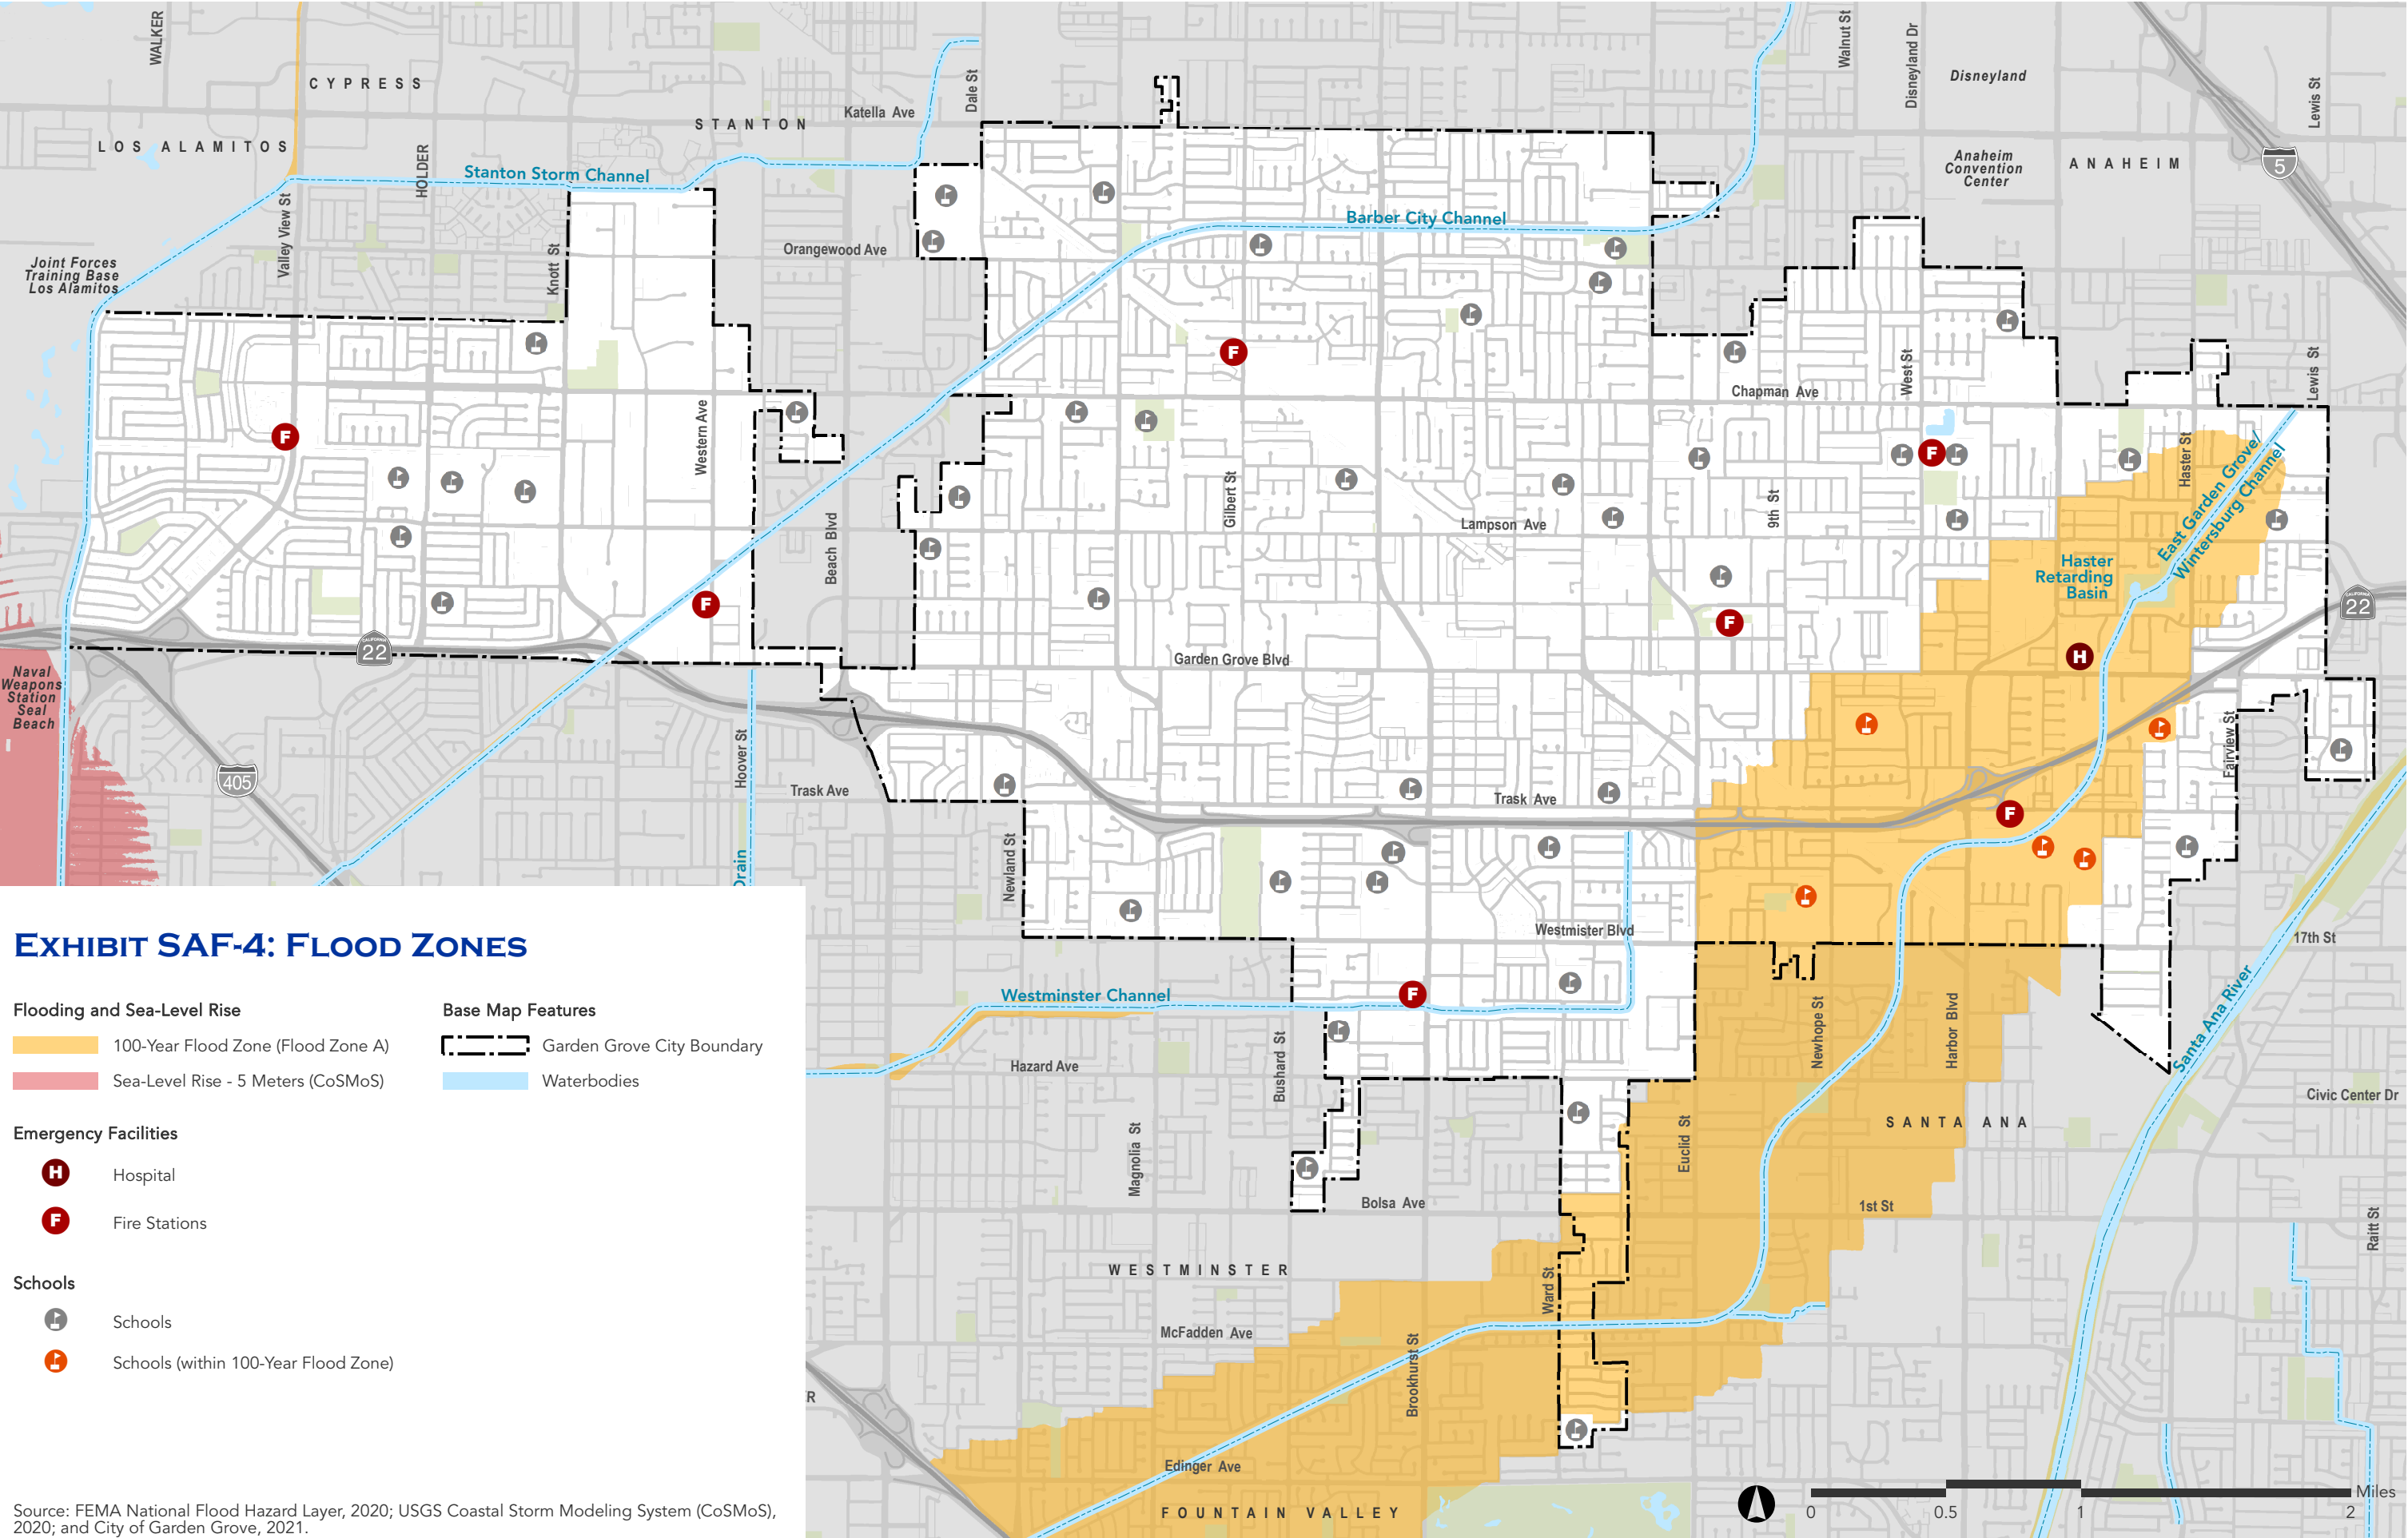 WALKER
CYPRESS
LOS ALAMITOS
HOLDER
STANTON
Katella Ave
Dale St
Walnut St
Disneyland Dr
Disneyland
Lewis St
Anaheim
Convention
Center
ANAHEIM
5
Stanton Storm Channel
Barber City Channel
Valley View St
Knott St
Orangewood Ave
Joint Forces
Training Base
Los Alamitos
Western Ave
Beach Blvd
Gilbert St
Lampson Ave
9th St
West St
Chapman Ave
Haster St
Lewis St
East Garden Grove/
Wintersburg Channel
Haster
Retarding
Basin
F
F
F
F
F
F
F
H
CALIFORNIA
22
CALIFORNIA
22
Garden Grove Blvd
Naval
Weapons
Station
Seal
Beach
405
Hoover St
Drain
Trask Ave
Trask Ave
Fairview St
Newland St
Westmister Blvd
17th St
Westminster Channel
Hazard Ave
Bushard St
Magnolia St
Bolsa Ave
Euclid St
Newhope St
Harbor Blvd
Santa Ana River
SANTA ANA
Civic Center Dr
1st St
Raitt St
WESTMINSTER
Ward St
McFadden Ave
Brookhurst St
Edinger Ave
FOUNTAIN VALLEY
R
0
0.5
1
2
Miles
EXHIBIT SAF-4: FLOOD ZONES
Flooding and Sea-Level Rise
100-Year Flood Zone (Flood Zone A)
Sea-Level Rise - 5 Meters (CoSMoS)
Base Map Features
Garden Grove City Boundary
Waterbodies
Emergency Facilities
H Hospital
F Fire Stations
Schools
Schools
Schools (within 100-Year Flood Zone)
Source: FEMA National Flood Hazard Layer, 2020; USGS Coastal Storm Modeling System (CoSMoS),
2020; and City of Garden Grove, 2021.